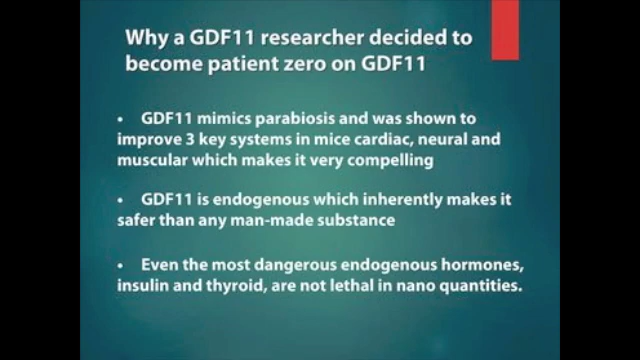 Why a GDF11 researcher decided to
become patient zero on GDF11
• GDF11 mimics parabiosis and was shown to
improve 3 key systems in mice cardiac, neural and
muscular which makes it very compelling
• GDF11 is endogenous which inherently makes it
safer than any man-made substance
• Even the most dangerous endogenous hormones,
insulin and thyroid, are not lethal in nano quantities.